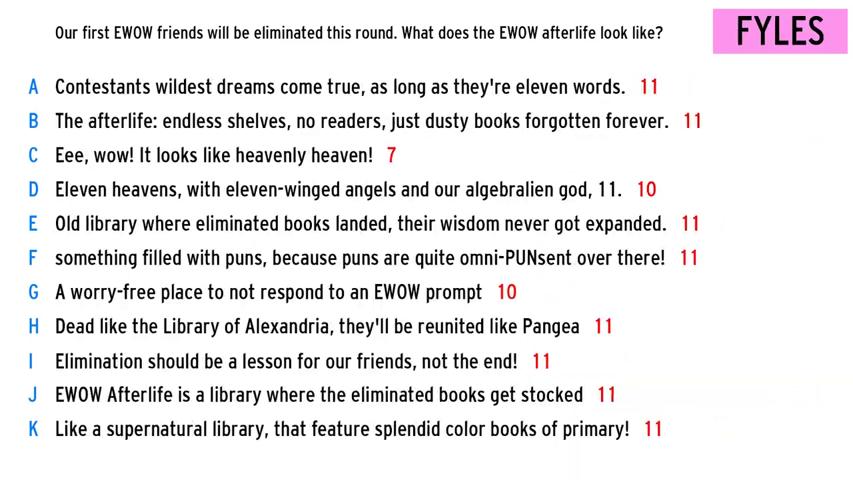 Our first EWOW friends will be eliminated this round. What does the EWOW afterlife look like?
FYLES
A Contestants wildest dreams come true, as long as they're eleven words. 11
B The afterlife: endless shelves, no readers, just dusty books forgotten forever. 11
C Eee, wow! It looks like heavenly heaven! 7
D Eleven heavens, with eleven-winged angels and our algebralien god, 11. 10
E Old library where eliminated books landed, their wisdom never got expanded. 11
F something filled with puns, because puns are quite omni-PUNsent over there! 11
G A worry-free place to not respond to an EWOW prompt 10
H Dead like the Library of Alexandria, they'll be reunited like Pangea 11
I Elimination should be a lesson for our friends, not the end! 11
J EWOW Afterlife is a library where the eliminated books get stocked 11
K Like a supernatural library, that feature splendid color books of primary! 11